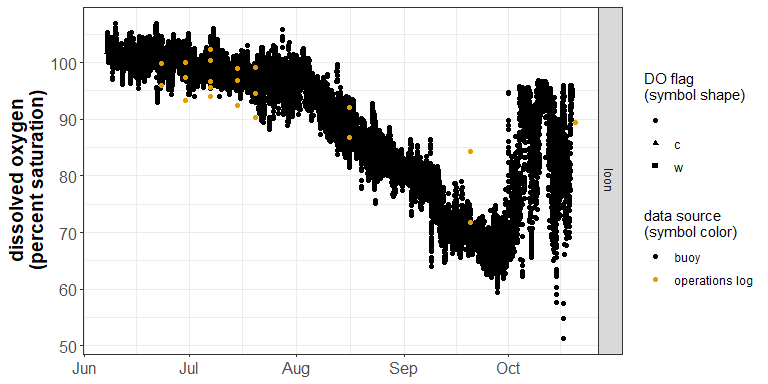 dissolved oxygen
(percent saturation)
100
90
80
70
60
50
Jun
Jul
Aug
Sep
Oct
loon
DO flag
(symbol shape)
c
w
data source
(symbol color)
buoy
operations log